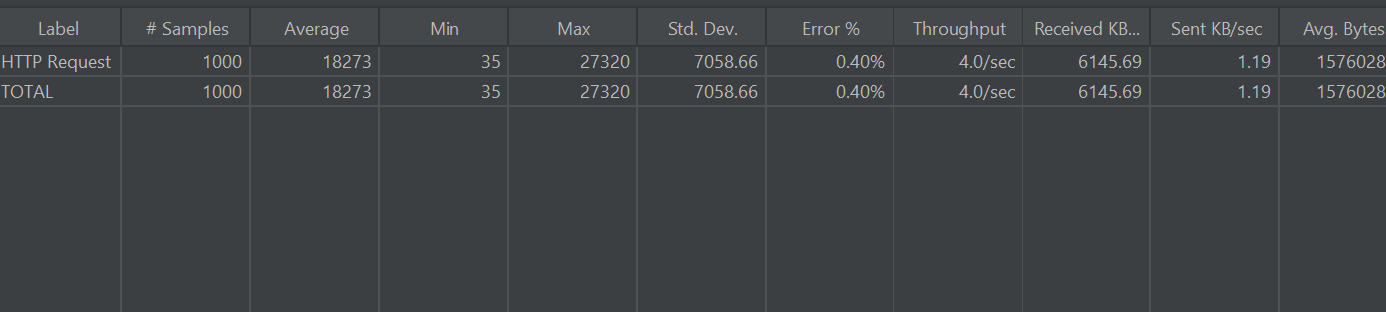 Label # Samples Average Min Max Std. Dev. Error % Throughput Received KB... Sent KB/sec Avg. Bytes
HTTP Request 1000 18273 35 27320 7058.66 0.40% 4.0/sec 6145.69 1.19 1576028
TOTAL 1000 18273 35 27320 7058.66 0.40% 4.0/sec 6145.69 1.19 1576028